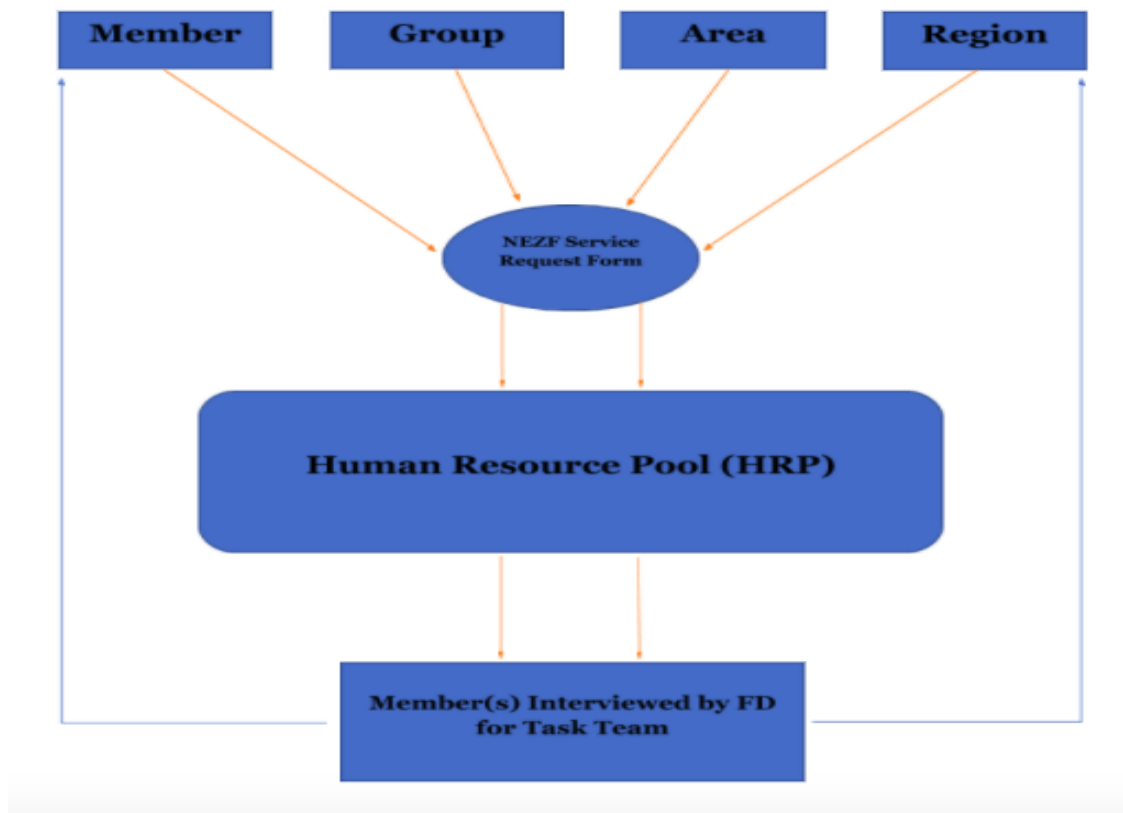 Member
Group
Area
Region
NEZF Service
Request Form
Human Resource Pool (HRP)
Member(s) Interviewed by FD
for Task Team